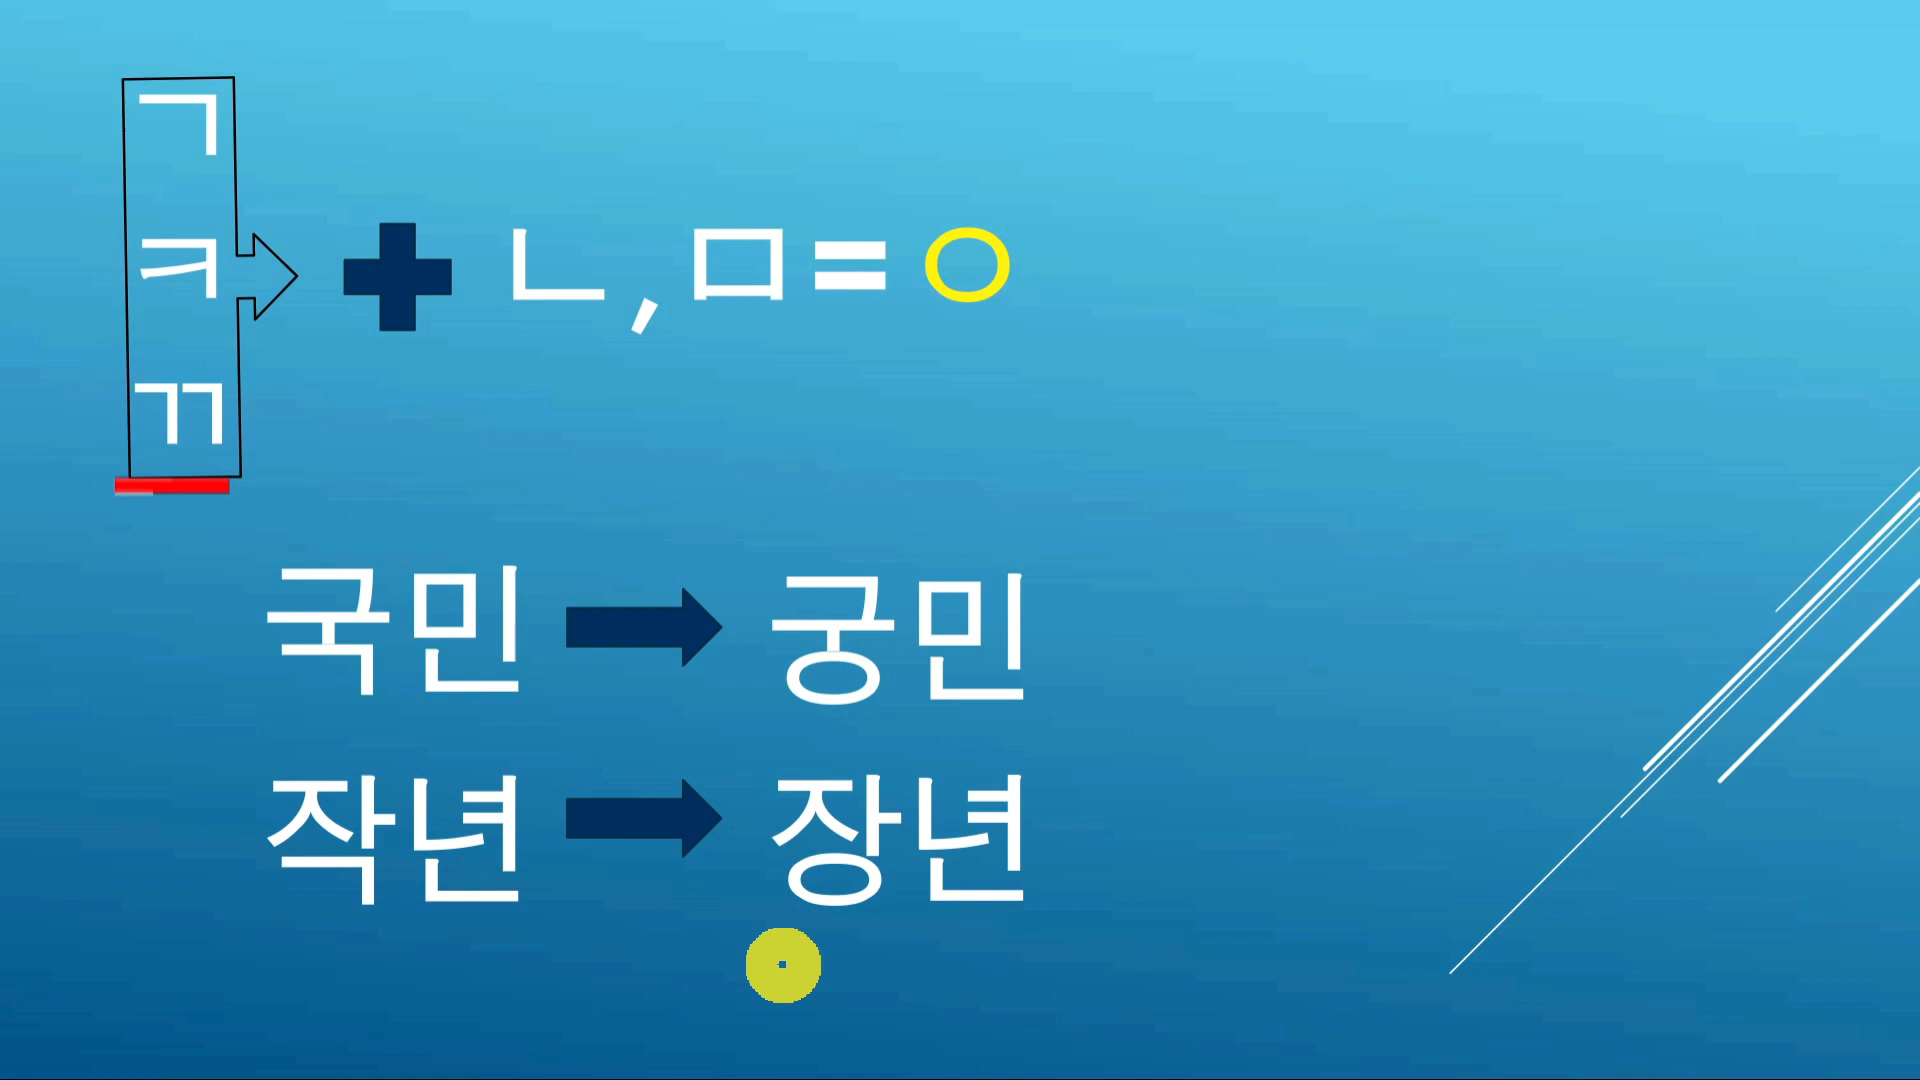 ㄱ
ㅋ + ㄴ,ㅁ=ㅇ
ㄲ
국민 → 궁민
작년 → 장년